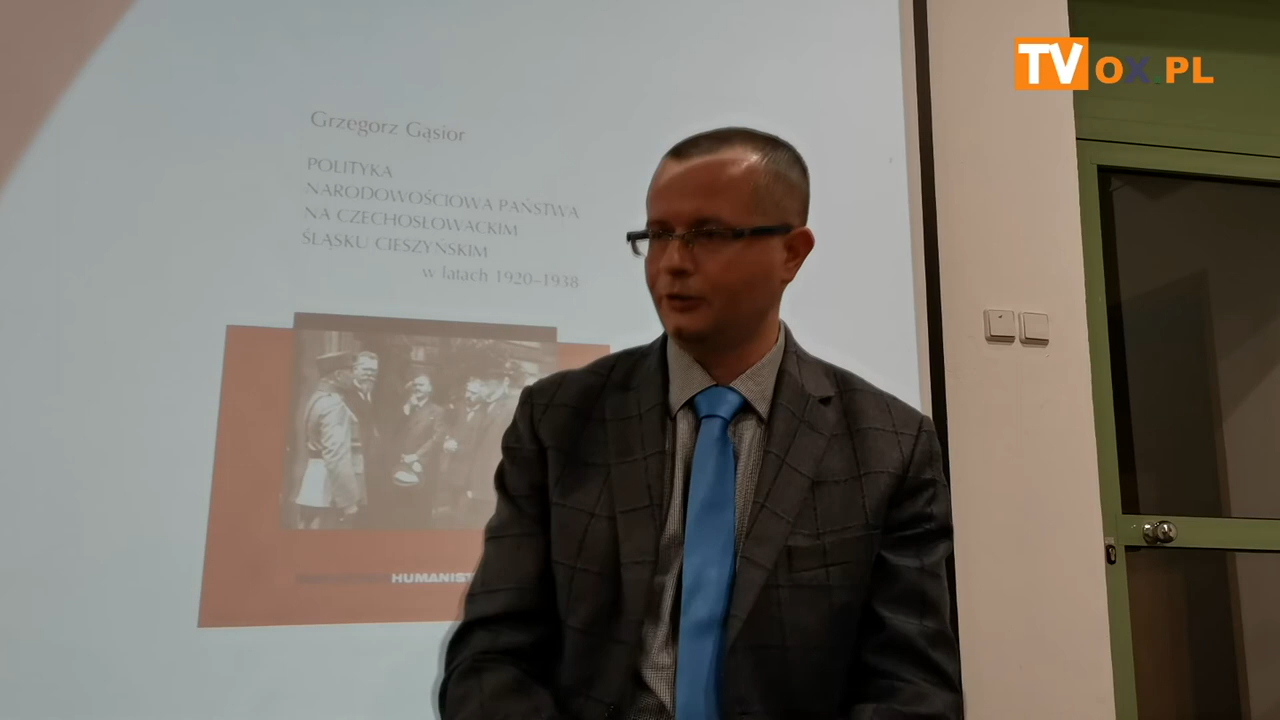 TVOX.PL
Grzegorz Gąsior
POLITYKA
NARODOWOŚCIOWA PAŃSTWA
NA CZECHOSŁOWACKIM
ŚLĄSKU CIESZYŃSKIM
w latach 1920–1938
HUMANIST